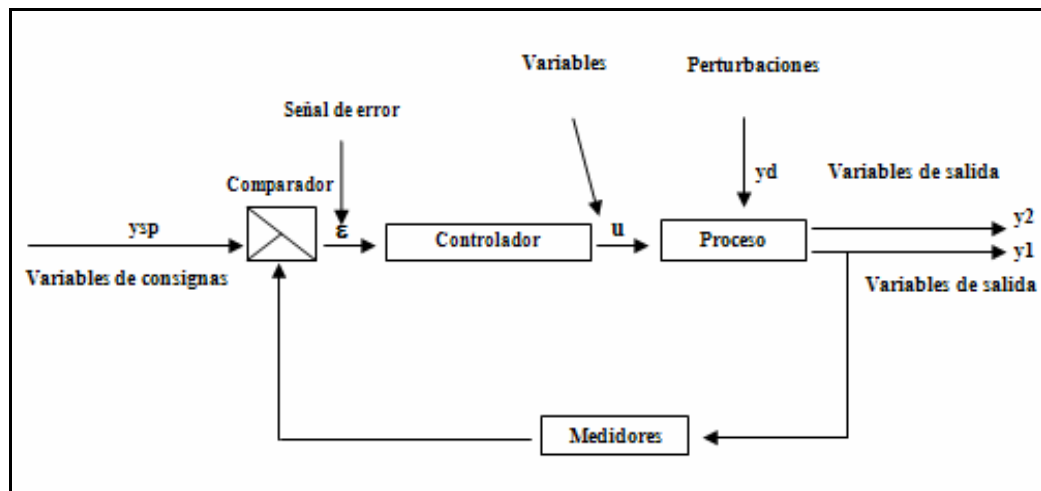 Variables
Perturbaciones
Señal de error
Comparador
yd
Variables de salida
ysp
ε
Controlador
u
Proceso
y2
y1
Variables de consignas
Variables de salida
Medidores